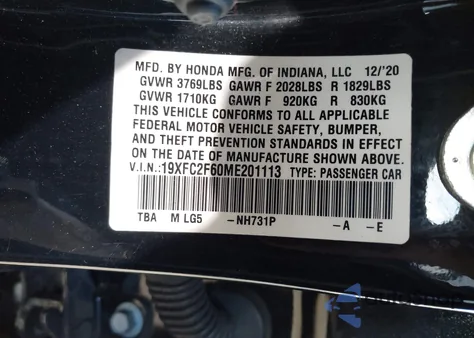 MFD. BY HONDA MFG. OF INDIANA, LLC 12/'20
GVWR 3769LBS GAWR F 2028LBS R 1829LBS
GVWR 1710KG GAWR F 920KG R 830KG
THIS VEHICLE CONFORMS TO ALL APPLICABLE
FEDERAL MOTOR VEHICLE SAFETY, BUMPER,
AND THEFT PREVENTION STANDARDS IN EFFECT
ON THE DATE OF MANUFACTURE SHOWN ABOVE.
V.I.N.:19XFC2F60ME201113 TYPE: PASSENGER CAR
TBA M LG5 -NH731P -A -E